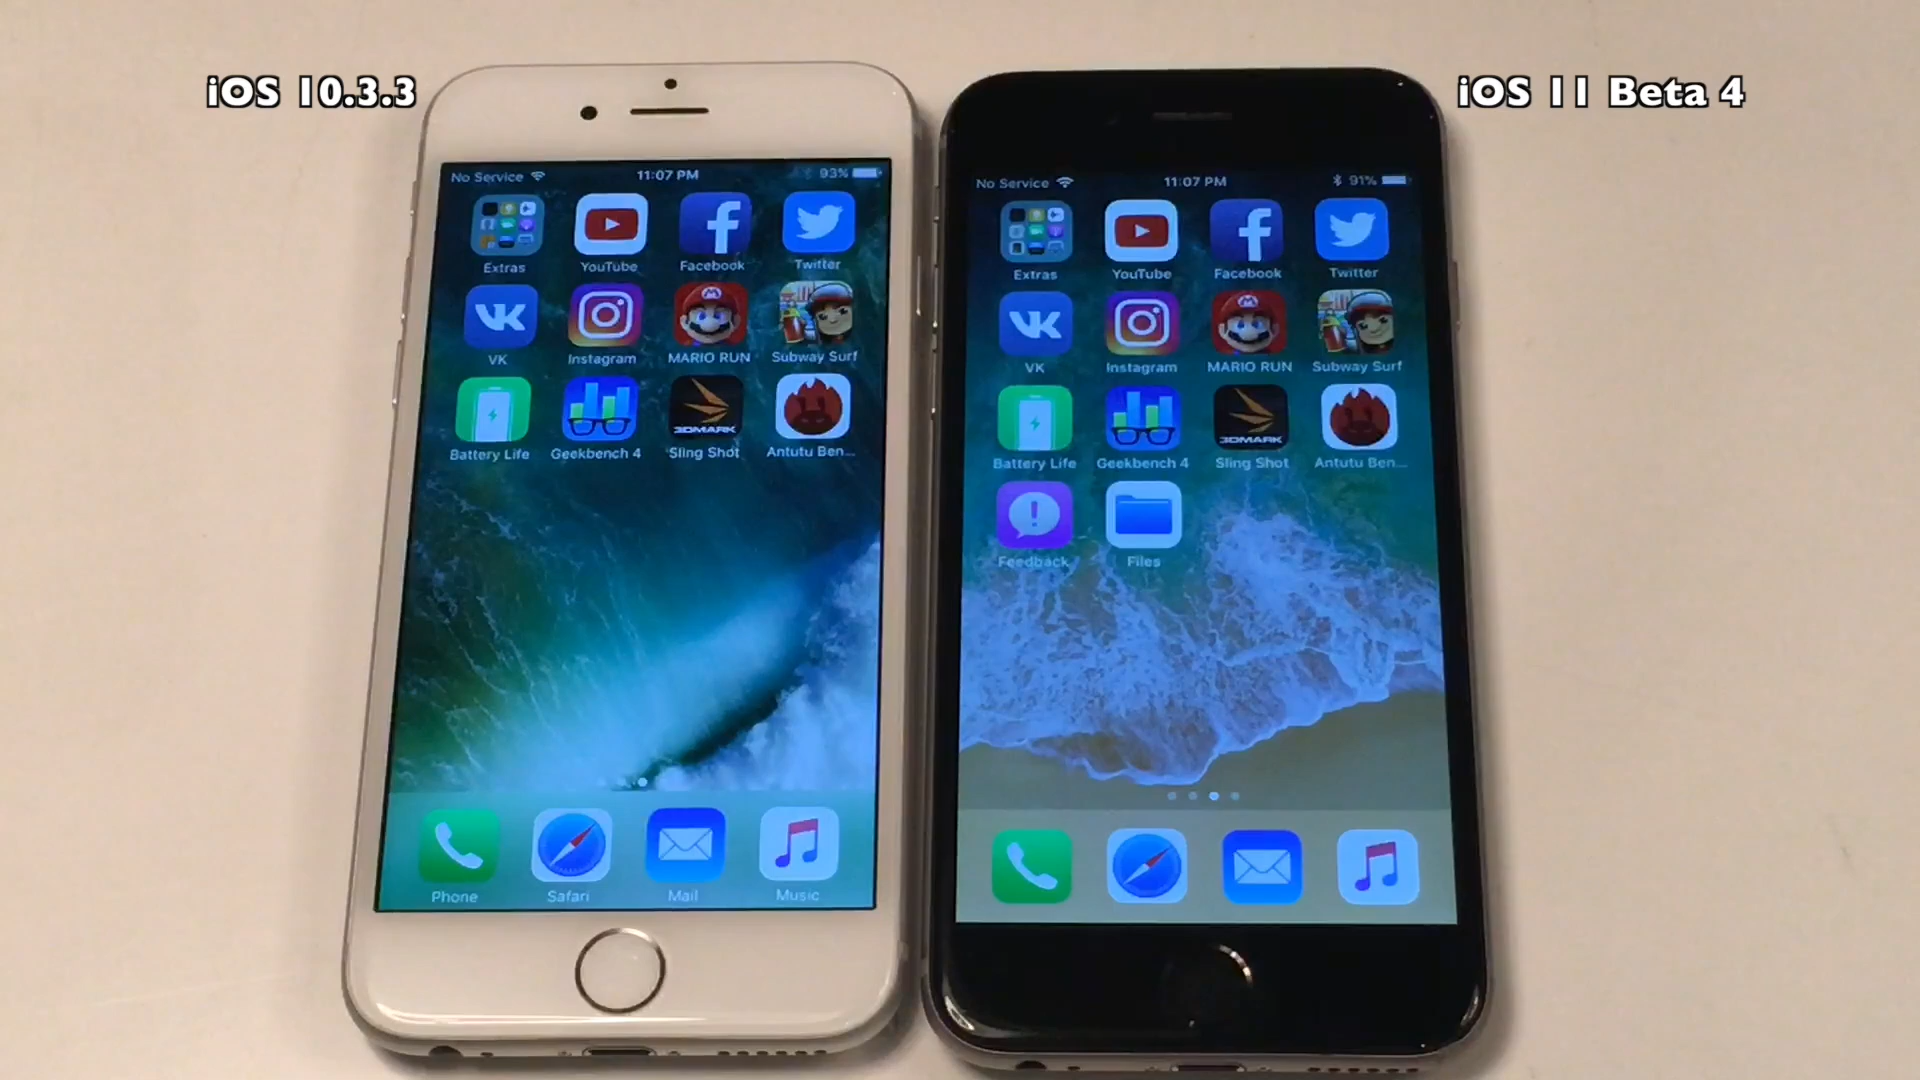 iOS 10.3.3
iOS 11 Beta 4
No Service 11:07 PM 93%
Extras YouTube Facebook Twitter
VK Instagram MARIO RUN Subway Surf
3DMARK
Battery Life Geekbench 4 Sling Shot Antutu Ben...
Phone Safari Mail Music
No Service 11:07 PM 91%
Extras YouTube Facebook Twitter
VK Instagram MARIO RUN Subway Surf
3DMARK
Battery Life Geekbench 4 Sling Shot Antutu Ben...
Feedback Files